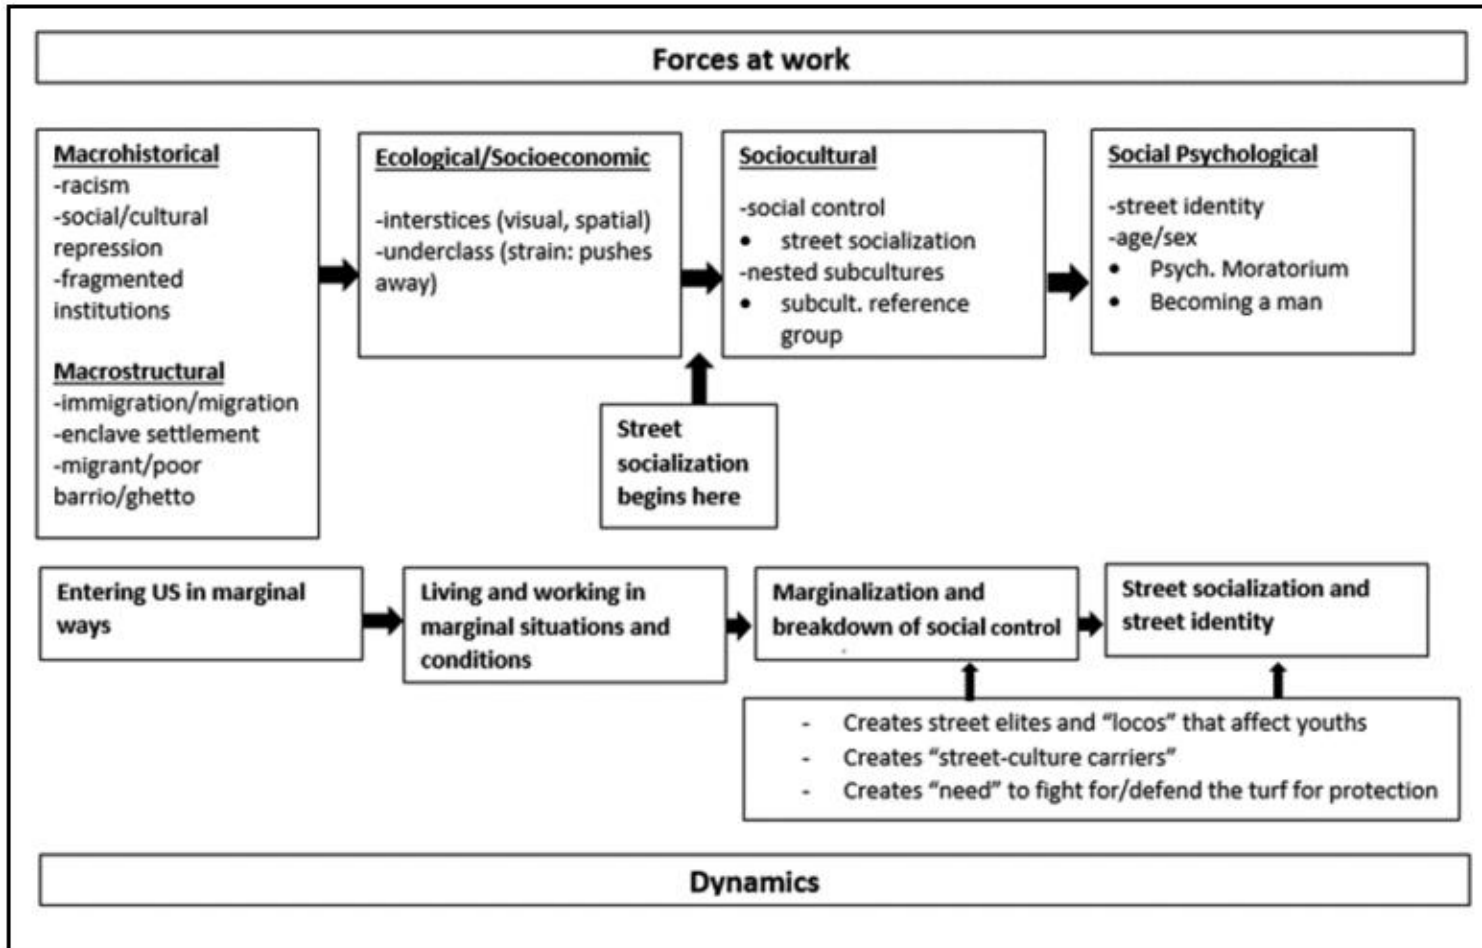 Forces at work
Macrohistorical
-racism
-social/cultural
repression
-fragmented
institutions
Macrostructural
-immigration/migration
-enclave settlement
-migrant/poor
barrio/ghetto
Ecological/Socioeconomic
-interstices (visual, spatial)
-underclass (strain: pushes
away)
Sociocultural
-social control
• street socialization
-nested subcultures
• subcult. reference
group
Social Psychological
-street identity
-age/sex
• Psych. Moratorium
• Becoming a man
Street
socialization
begins here
Entering US in marginal
ways
Living and working in
marginal situations and
conditions
Marginalization and
breakdown of social control
Street socialization and
street identity
- Creates street elites and “locos” that affect youths
- Creates “street-culture carriers”
- Creates “need” to fight for/defend the turf for protection
Dynamics